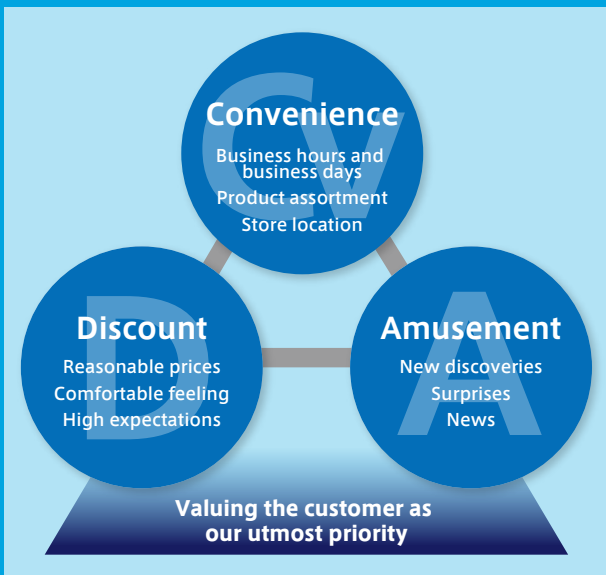 CV
Convenience
Business hours and
business days
Product assortment
Store location
D
Discount
Reasonable prices
Comfortable feeling
High expectations
A
Amusement
New discoveries
Surprises
News
Valuing the customer as
our utmost priority